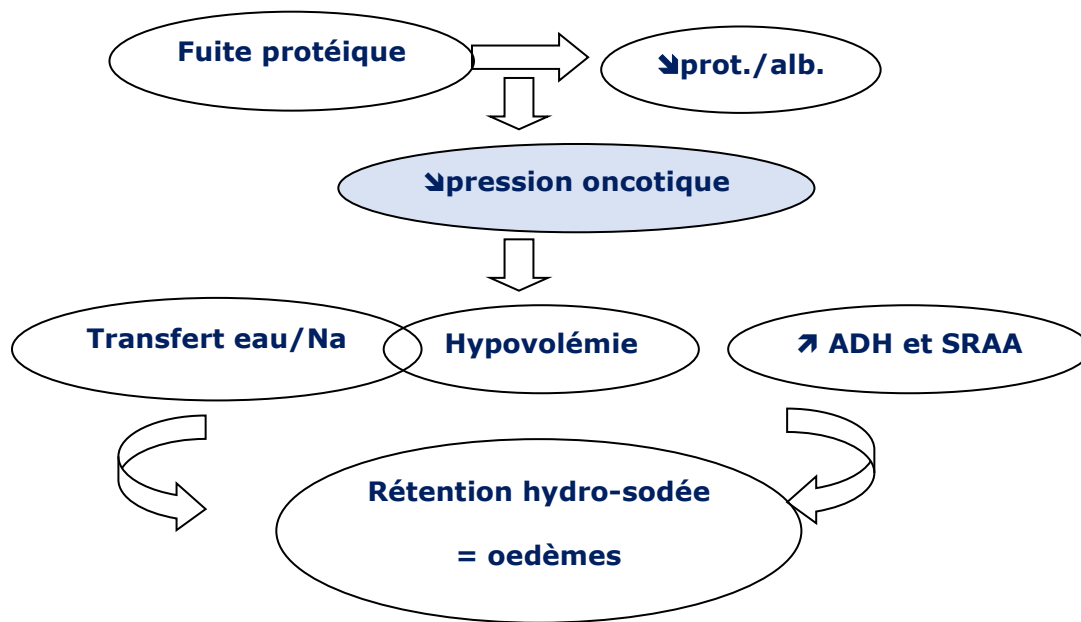 Fuite protéique
↘prot./alb.
↘pression oncotique
Transfert eau/Na
Hypovolémie
↗ ADH et SRAA
Rétention hydro-sodée
= oedèmes